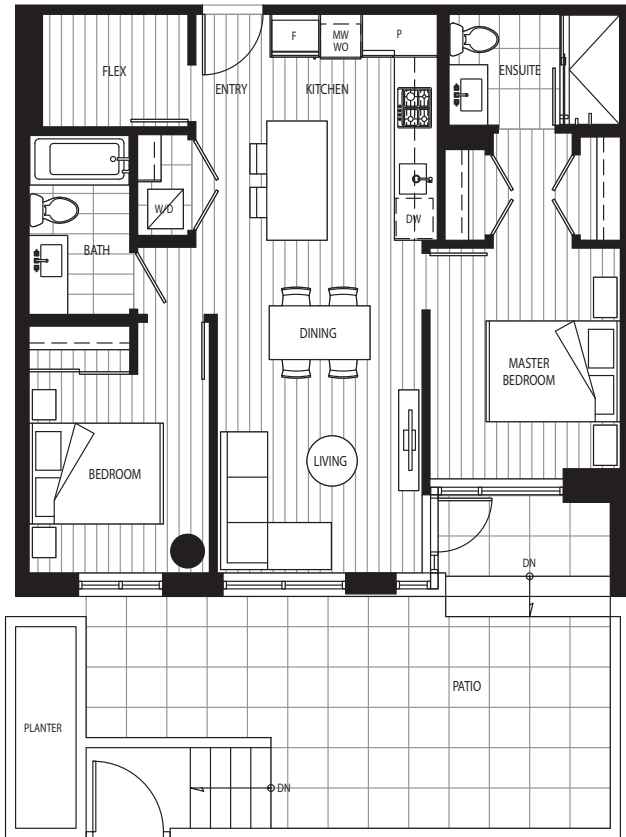 FLEX
ENTRY
KITCHEN
F
MW
WO
P
ENSUITE
W/D
DW
BATH
DINING
MASTER
BEDROOM
BEDROOM
LIVING
DN
PATIO
PLANTER
DN